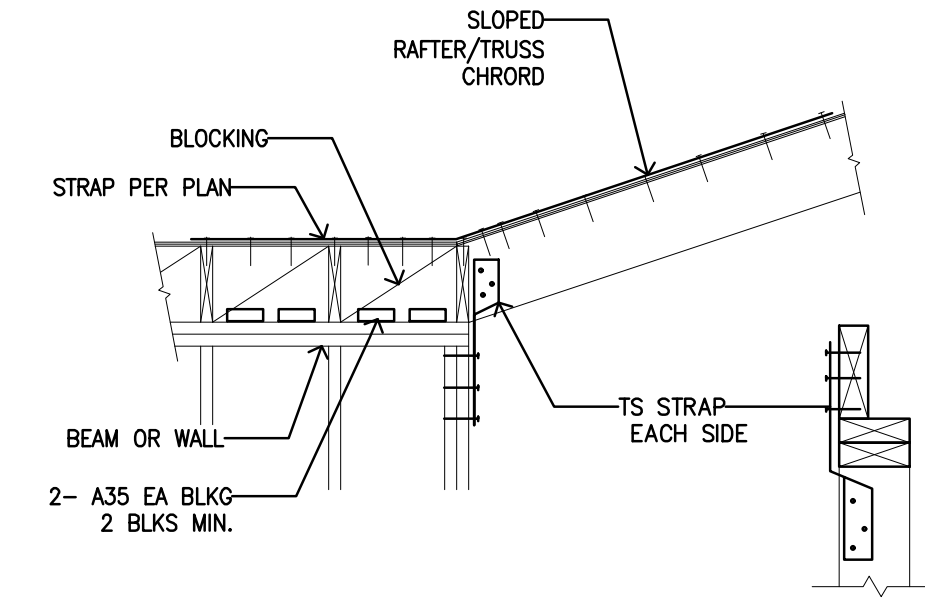 SLOPED
RAFTER/TRUSS
CHRORD
BLOCKING
STRAP PER PLAN
TS STRAP
EACH SIDE
BEAM OR WALL
2- A35 EA BLKG
2 BLKS MIN.